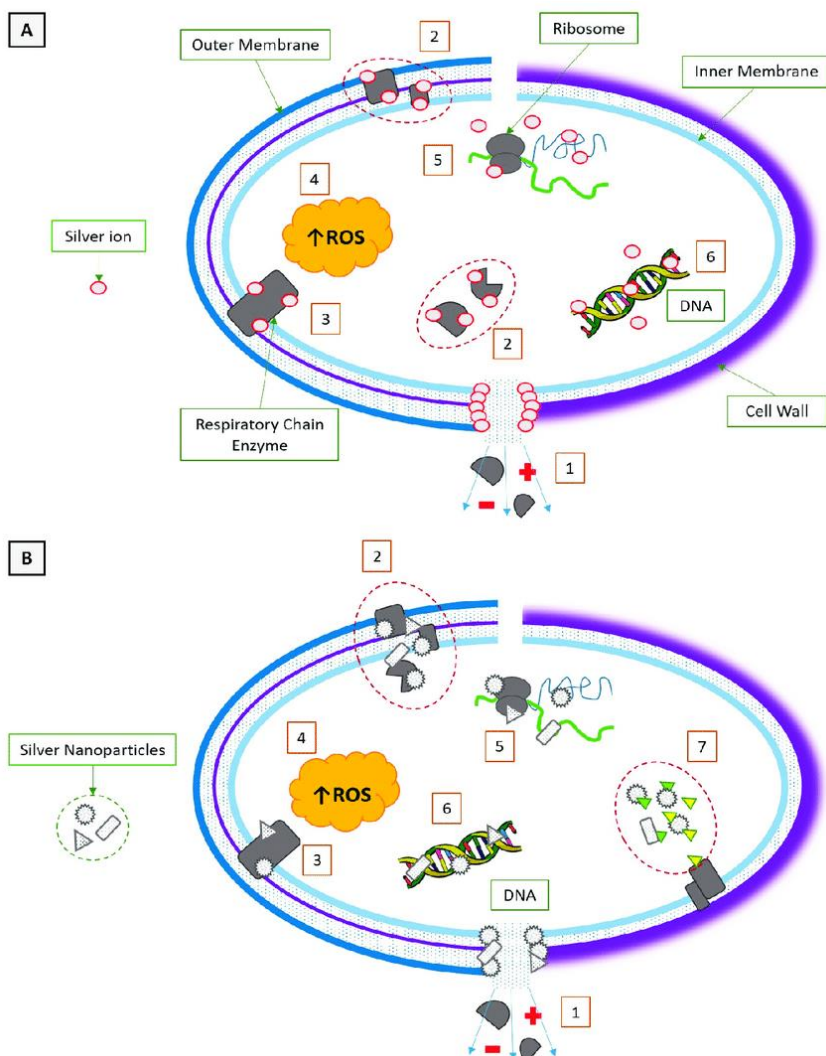 A
Outer Membrane
2
Ribosome
Inner Membrane
5
4
↑ROS
Silver ion
6
DNA
3
2
Respiratory Chain
Enzyme
Cell Wall
1
+
-
B
2
Silver Nanoparticles
4
5
7
↑ROS
6
3
DNA
1
+
-